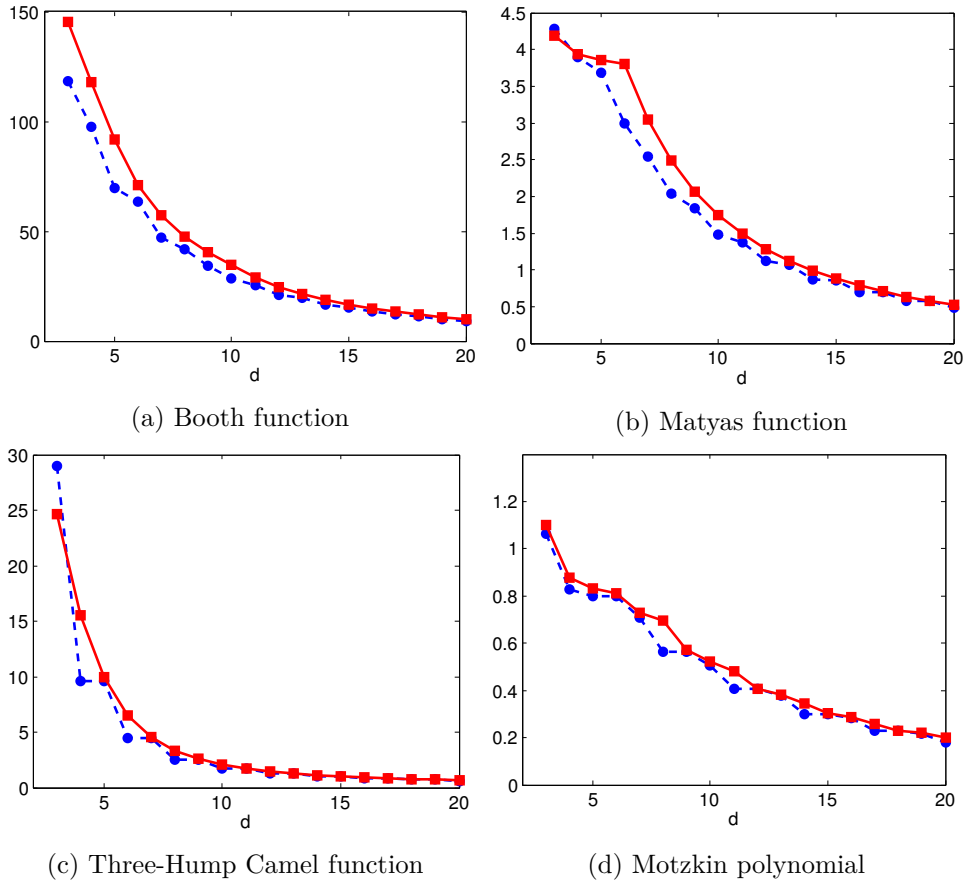 150
100
50
0
5 10 15 20
d
(a) Booth function
4.5
4
3.5
3
2.5
2
1.5
1
0.5
0
5 10 15 20
d
(b) Matyas function
30
25
20
15
10
5
0
5 10 15 20
d
(c) Three-Hump Camel function
1.2
1
0.8
0.6
0.4
0.2
0
5 10 15 20
d
(d) Motzkin polynomial